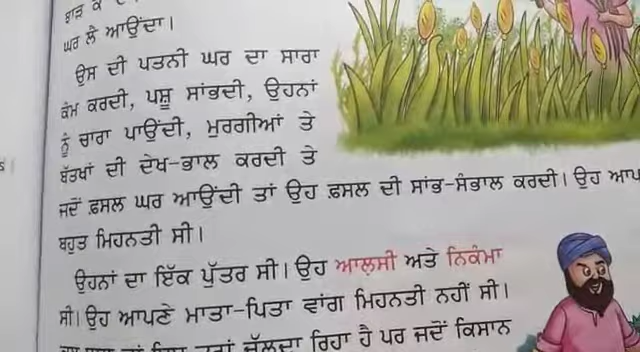 ਘਰ ਲੈ ਆਉਂਦਾ।
ਉਸ ਦੀ ਪਤਨੀ ਘਰ ਦਾ ਸਾਰਾ
ਕੰਮ ਕਰਦੀ, ਪਸ਼ੂ ਸਾਂਭਦੀ, ਉਹਨਾਂ
ਨੂੰ ਚਾਰਾ ਪਾਉਂਦੀ, ਮੁਰਗੀਆਂ ਤੇ
ਬੱਤਖਾਂ ਦੀ ਦੇਖ-ਭਾਲ ਕਰਦੀ ਤੇ
ਜਦੋਂ ਫ਼ਸਲ ਘਰ ਆਉਂਦੀ ਤਾਂ ਉਹ ਫ਼ਸਲ ਦੀ ਸਾਂਭ-ਸੰਭਾਲ ਕਰਦੀ। ਉਹ ਆਪ
ਬਹੁਤ ਮਿਹਨਤੀ ਸੀ।
ਉਹਨਾਂ ਦਾ ਇੱਕ ਪੁੱਤਰ ਸੀ। ਉਹ ਆਲਸੀ ਅਤੇ ਨਿਕੰਮਾ
ਸੀ। ਉਹ ਆਪਣੇ ਮਾਤਾ-ਪਿਤਾ ਵਾਂਗ ਮਿਹਨਤੀ ਨਹੀਂ ਸੀ।
ਚੱਲਦਾ ਰਿਹਾ ਹੈ ਪਰ ਜਦੋਂ ਕਿਸਾਨ